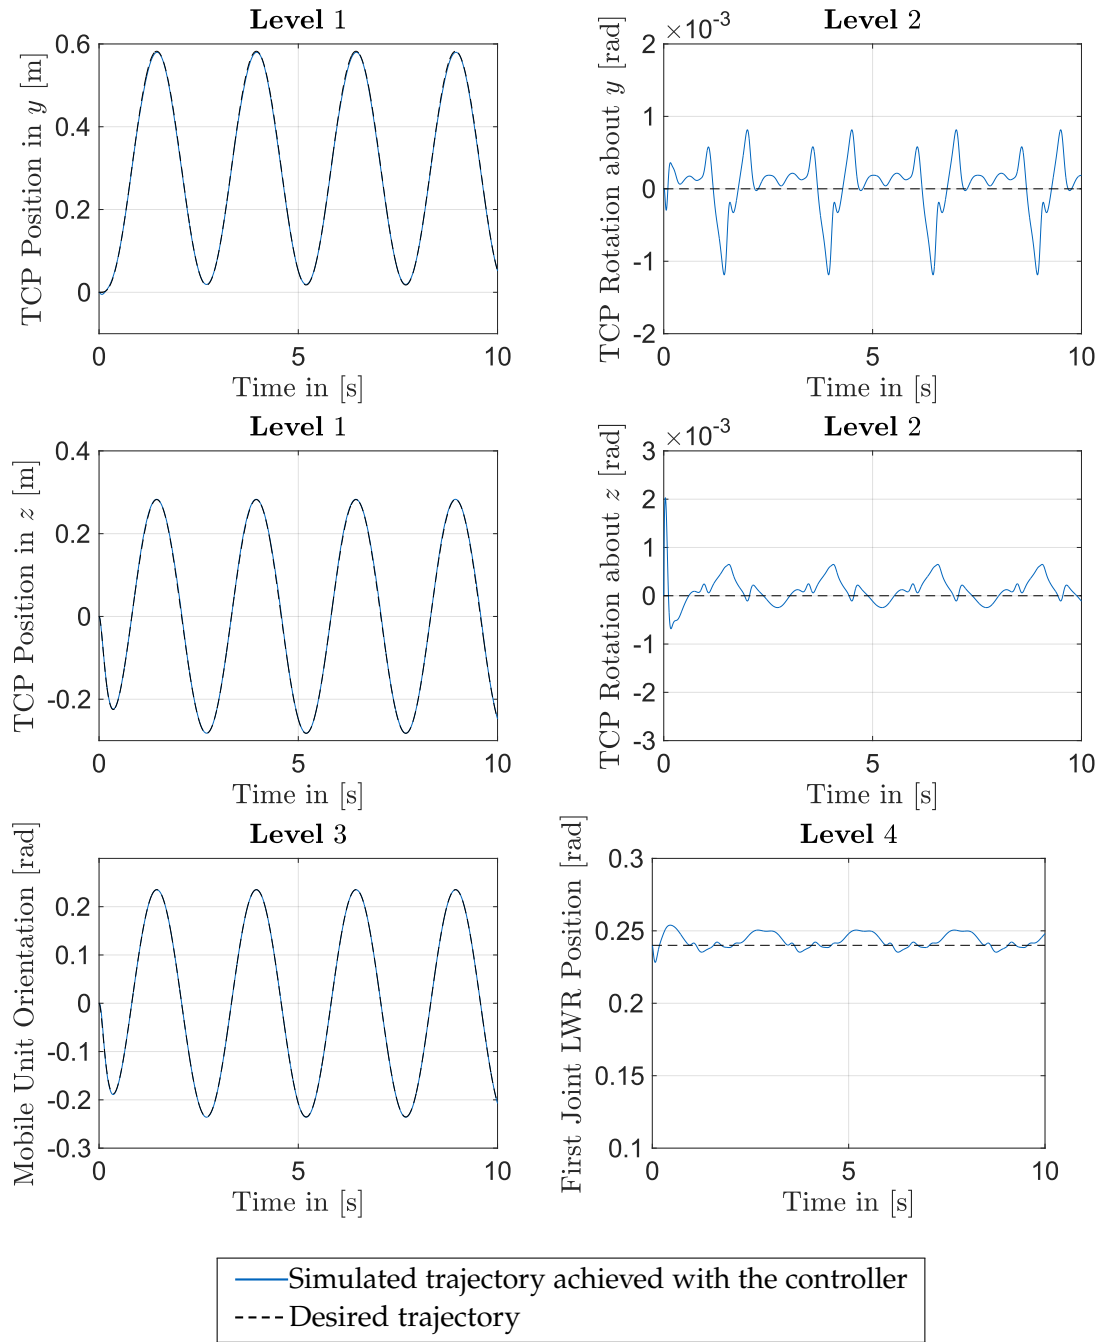 Level 1
TCP Position in y [m]
0.6
0.4
0.2
0
0 5 10
Time in [s]
Level 2
×10-3
TCP Rotation about y [rad]
2
1
0
-1
-2
0 5 10
Time in [s]
Level 1
TCP Position in z [m]
0.4
0.2
0
-0.2
0 5 10
Time in [s]
Level 2
×10-3
TCP Rotation about z [rad]
3
2
1
0
-1
-2
-3
0 5 10
Time in [s]
Level 3
Mobile Unit Orientation [rad]
0.2
0.1
0
-0.1
-0.2
-0.3
0 5 10
Time in [s]
Level 4
First Joint LWR Position [rad]
0.3
0.25
0.2
0.15
0.1
0 5 10
Time in [s]
Simulated trajectory achieved with the controller
Desired trajectory